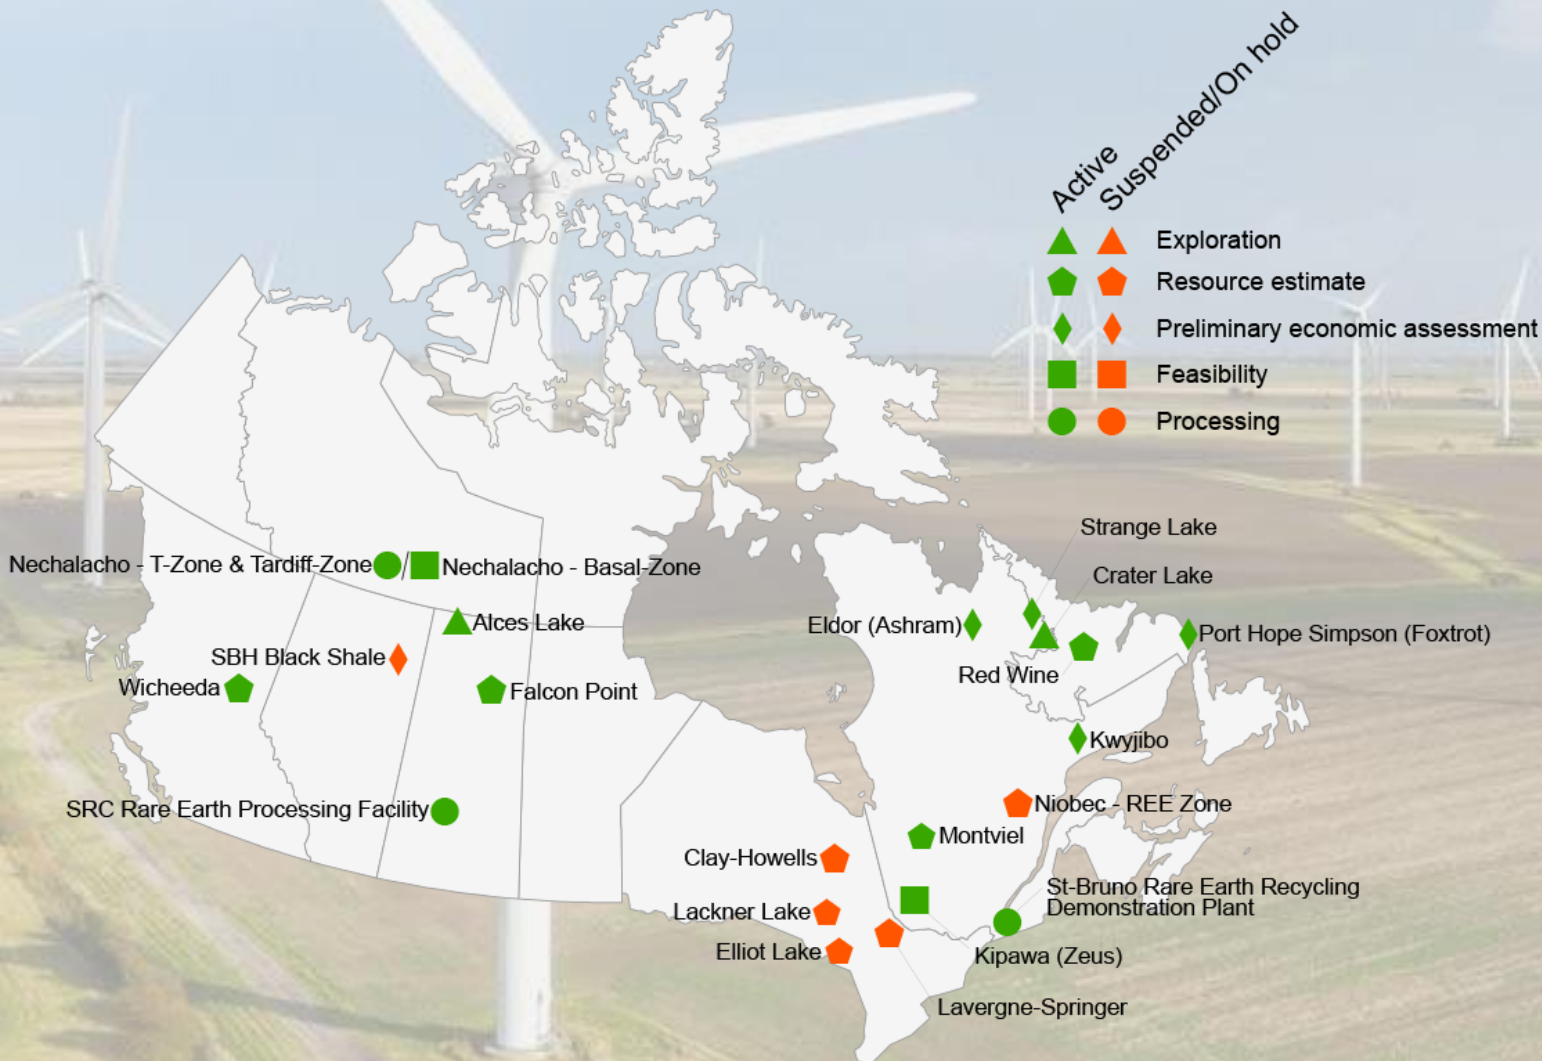 Active
Suspended/On hold
Exploration
Resource estimate
Preliminary economic assessment
Feasibility
Processing
Strange Lake
Crater Lake
Nechalacho - T-Zone & Tardiff-Zone
/
Nechalacho - Basal-Zone
Alces Lake
Eldor (Ashram)
Port Hope Simpson (Foxtrot)
SBH Black Shale
Red Wine
Wicheeda
Falcon Point
Kwyjibo
SRC Rare Earth Processing Facility
Niobec - REE Zone
Montviel
Clay-Howells
St-Bruno Rare Earth Recycling
Demonstration Plant
Lackner Lake
Elliot Lake
Kipawa (Zeus)
Lavergne-Springer